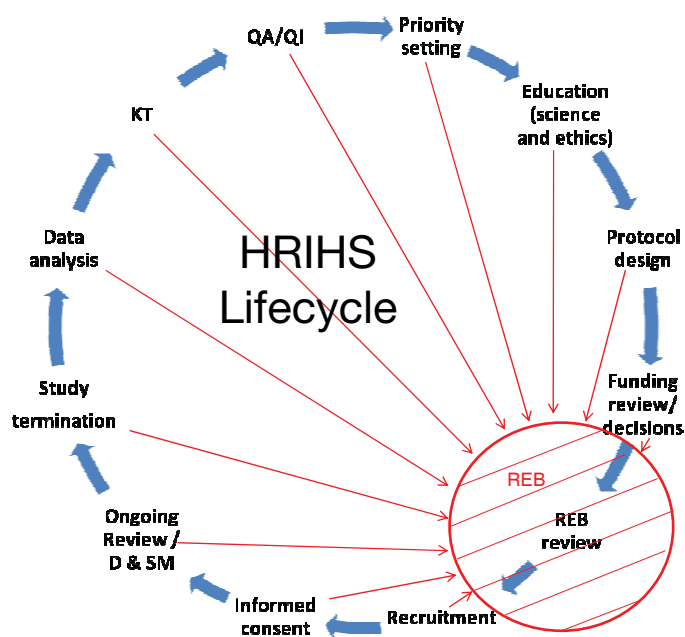 QA/QI
Priority
setting
Education
(science
and ethics)
KT
Protocol
design
Data
analysis
HRIHS
Lifecycle
Funding
review/
decisions
Study
termination
REB
REB
review
Ongoing
Review /
D & SM
Informed
consent
Recruitment